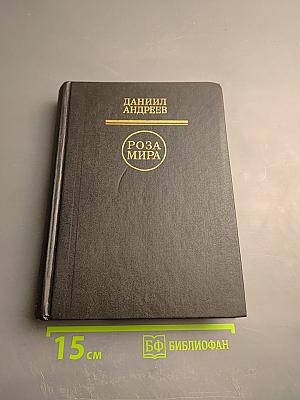 ДАНИИЛ
АНДРЕЕВ
РОЗА
МИРА
15 см
БФ БИБЛИОФАН